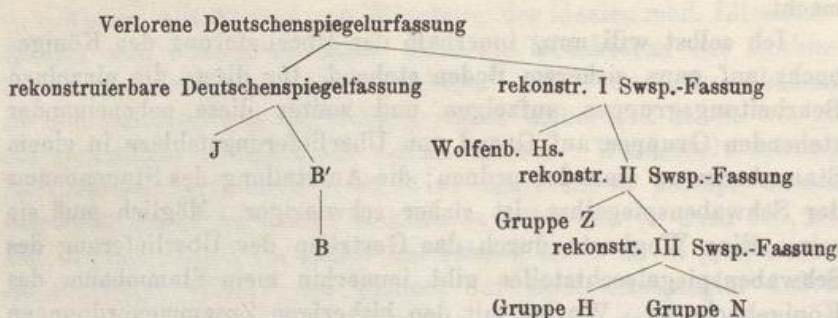 Verlorene Deutschenspiegelurfassung
rekonstruierbare Deutschenspiegelfassung rekonstr. I Swsp.-Fassung
J Wolfenb. Hs.
B′ rekonstr. II Swsp.-Fassung
Gruppe Z
B rekonstr. III Swsp.-Fassung
Gruppe H Gruppe N